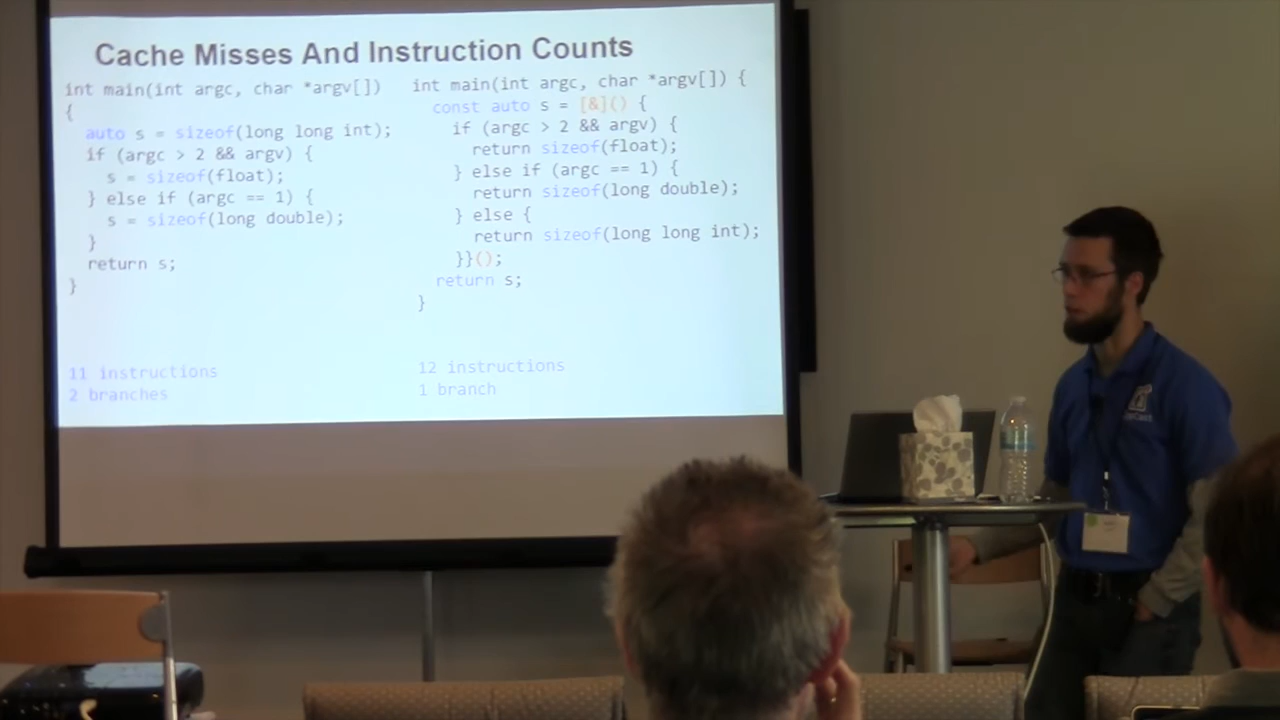 Cache Misses And Instruction Counts
int main(int argc, char *argv[])
{
  auto s = sizeof(long long int);
  if (argc > 2 && argv) {
    s = sizeof(float);
  } else if (argc == 1) {
    s = sizeof(long double);
  }
  return s;
}
11 instructions
2 branches
int main(int argc, char *argv[]) {
  const auto s = [&]() {
    if (argc > 2 && argv) {
      return sizeof(float);
    } else if (argc == 1) {
      return sizeof(long double);
    } else {
      return sizeof(long long int);
    }}();
  return s;
}
12 instructions
1 branch